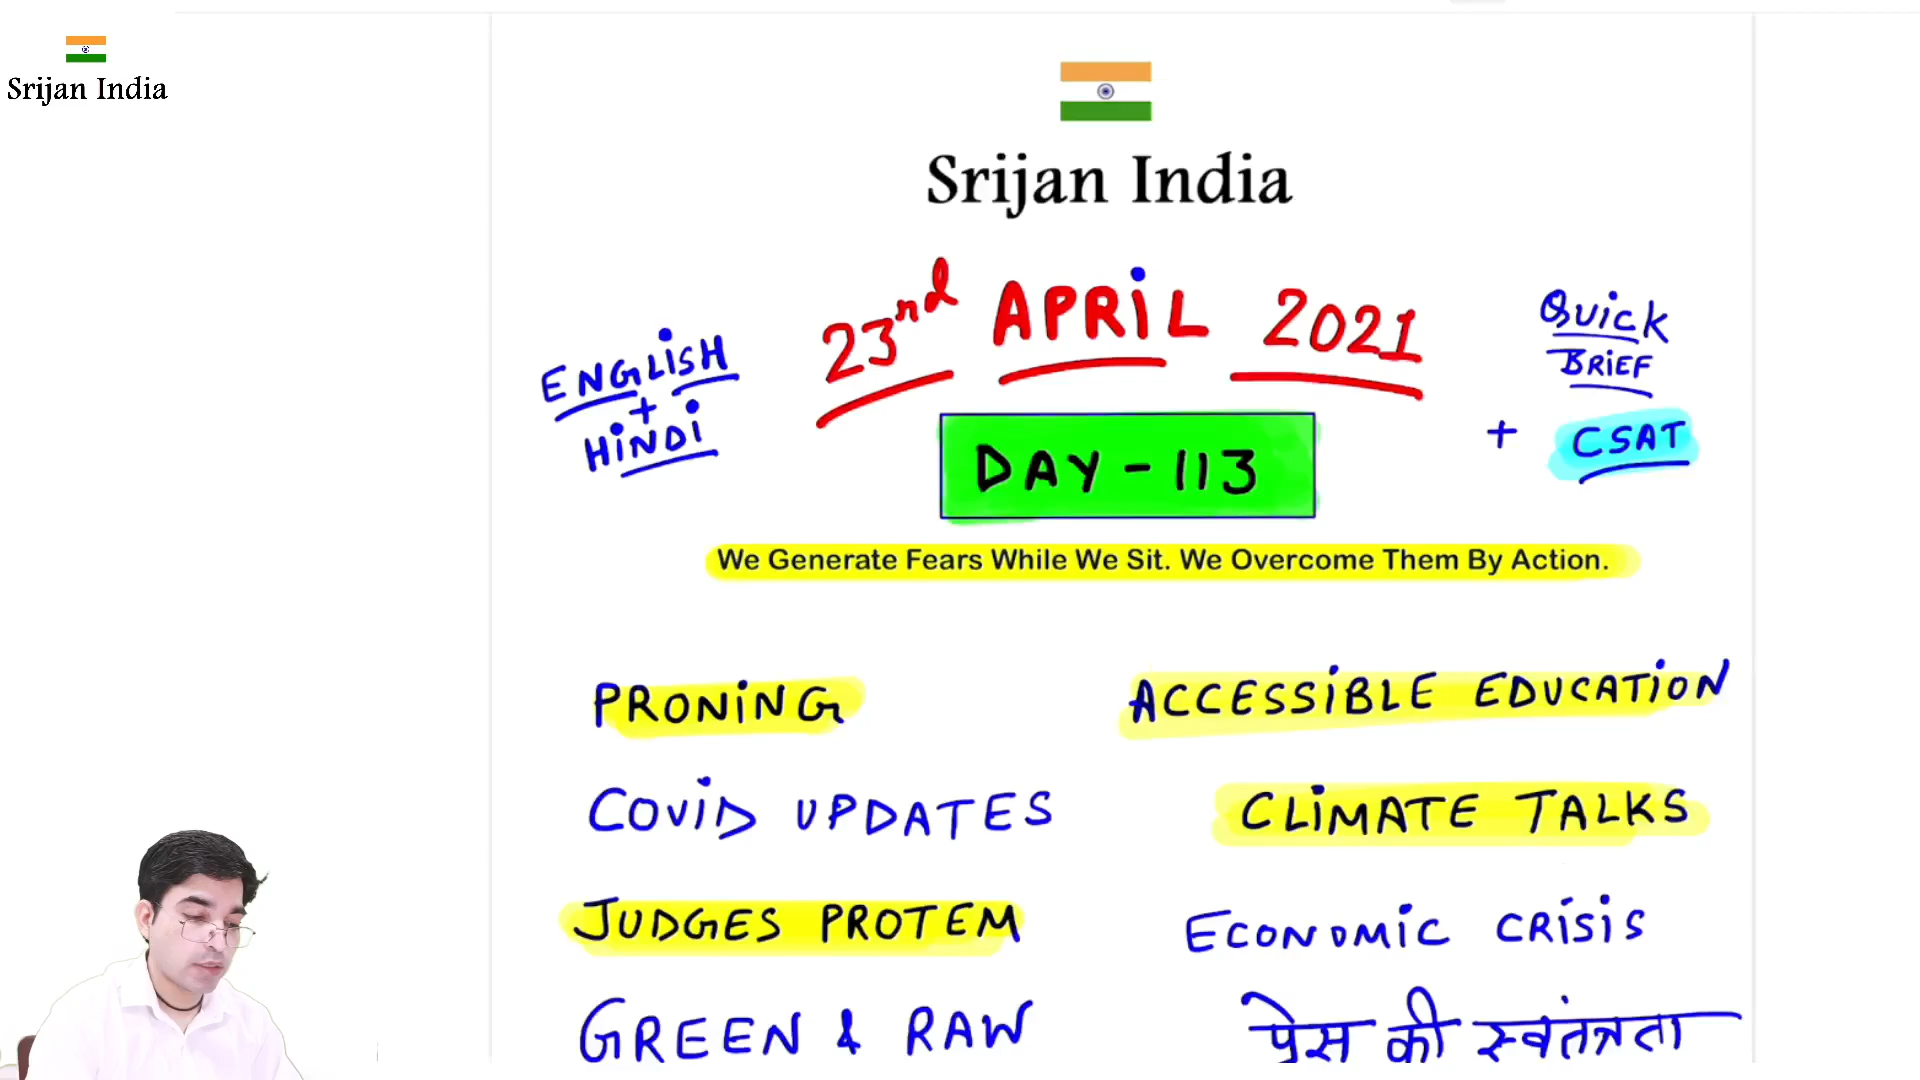 Srijan India
Srijan India
23nd APRiL 2021
ENGLiSH
+
HiNDi
QUiCK
BRiEF
+ CSAT
DAY - 113
We Generate Fears While We Sit. We Overcome Them By Action.
PRONiNG
ACCESSiBLE EDUCATiON
COViD UPDATES
CLiMATE TALKS
JUDGES PROTEM
ECONOMiC CRiSiS
GREEN & RAW
प्रेस की स्वतंत्रता